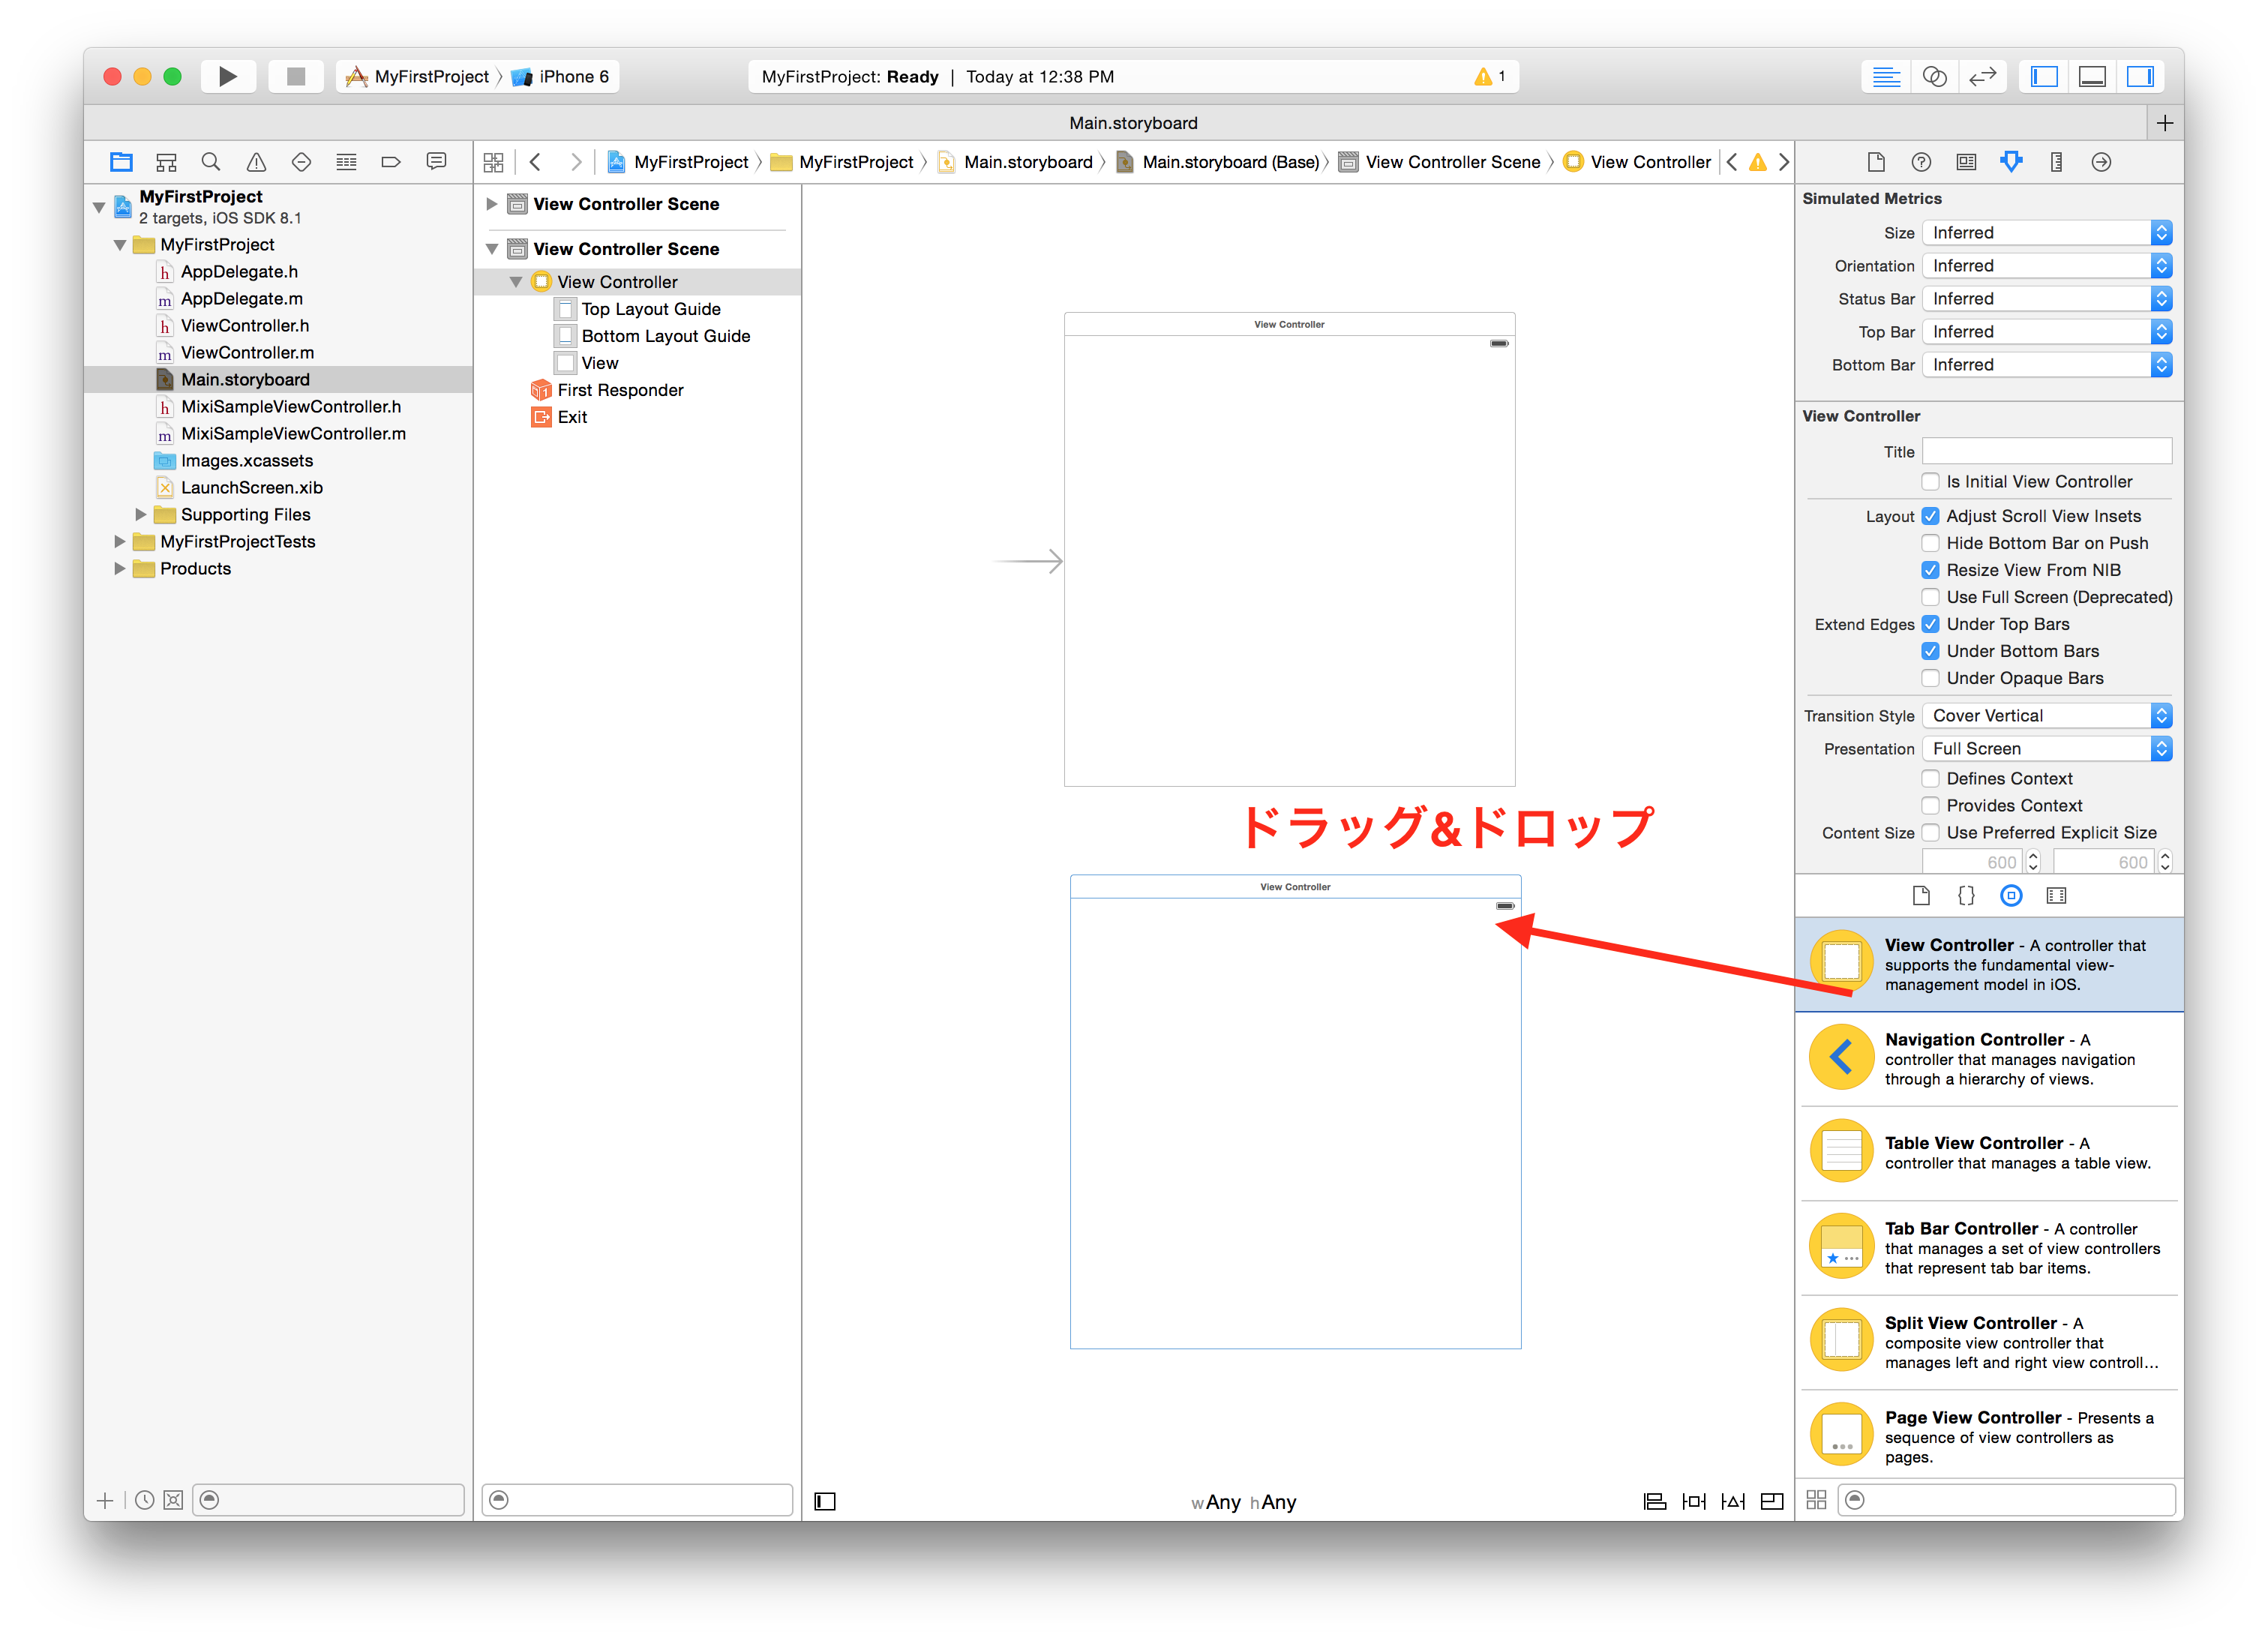 MyFirstProject iPhone 6
MyFirstProject: Ready | Today at 12:38 PM
1
Main.storyboard
MyFirstProject MyFirstProject Main.storyboard Main.storyboard (Base) View Controller Scene View Controller
MyFirstProject
2 targets, iOS SDK 8.1
MyFirstProject
h AppDelegate.h
m AppDelegate.m
h ViewController.h
m ViewController.m
Main.storyboard
h MixiSampleViewController.h
m MixiSampleViewController.m
Images.xcassets
LaunchScreen.xib
Supporting Files
MyFirstProjectTests
Products
View Controller Scene
View Controller Scene
View Controller
Top Layout Guide
Bottom Layout Guide
View
First Responder
Exit
View Controller
ドラッグ&ドロップ
View Controller
wAny hAny
Simulated Metrics
Size Inferred
Orientation Inferred
Status Bar Inferred
Top Bar Inferred
Bottom Bar Inferred
View Controller
Title
Is Initial View Controller
Layout Adjust Scroll View Insets
Hide Bottom Bar on Push
Resize View From NIB
Use Full Screen (Deprecated)
Extend Edges Under Top Bars
Under Bottom Bars
Under Opaque Bars
Transition Style Cover Vertical
Presentation Full Screen
Defines Context
Provides Context
Content Size Use Preferred Explicit Size
600 600
{}
View Controller - A controller that
supports the fundamental view-
management model in iOS.
Navigation Controller - A
controller that manages navigation
through a hierarchy of views.
Table View Controller - A
controller that manages a table view.
Tab Bar Controller - A controller
that manages a set of view controllers
that represent tab bar items.
Split View Controller - A
composite view controller that
manages left and right view controll...
Page View Controller - Presents a
sequence of view controllers as
pages.